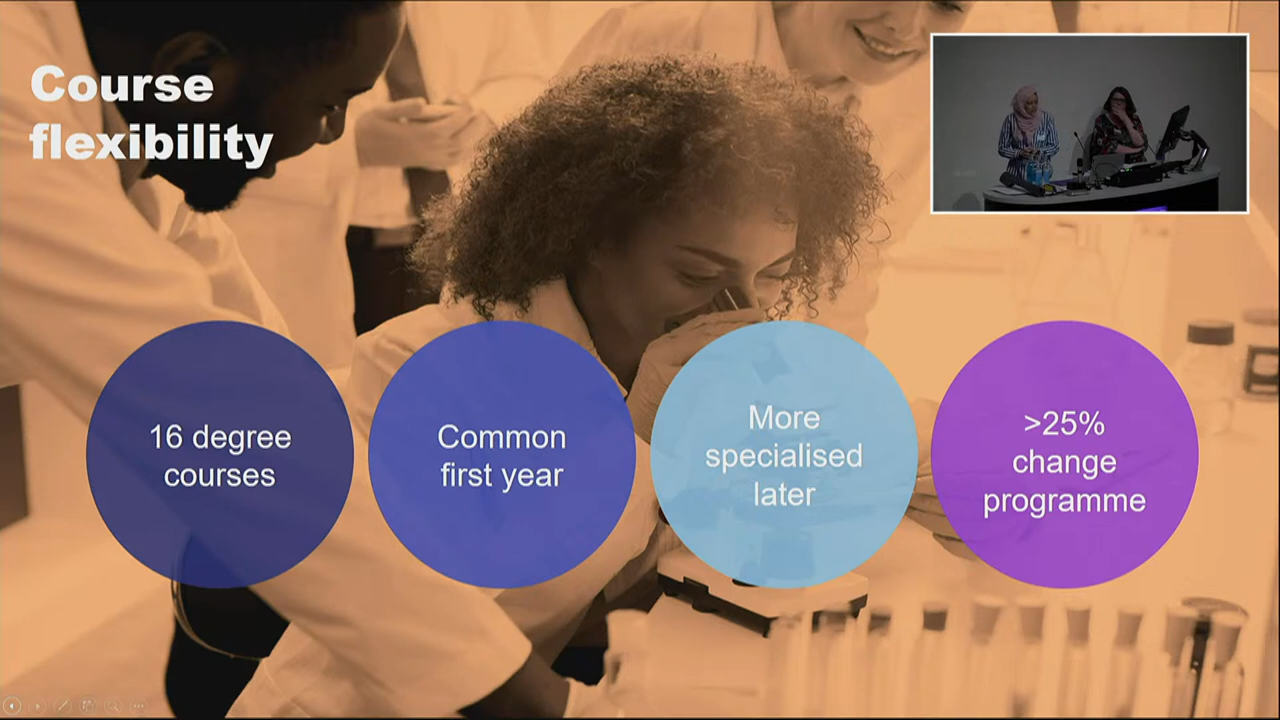 Course
flexibility
16 degree
courses
Common
first year
More
specialised
later
>25%
change
programme